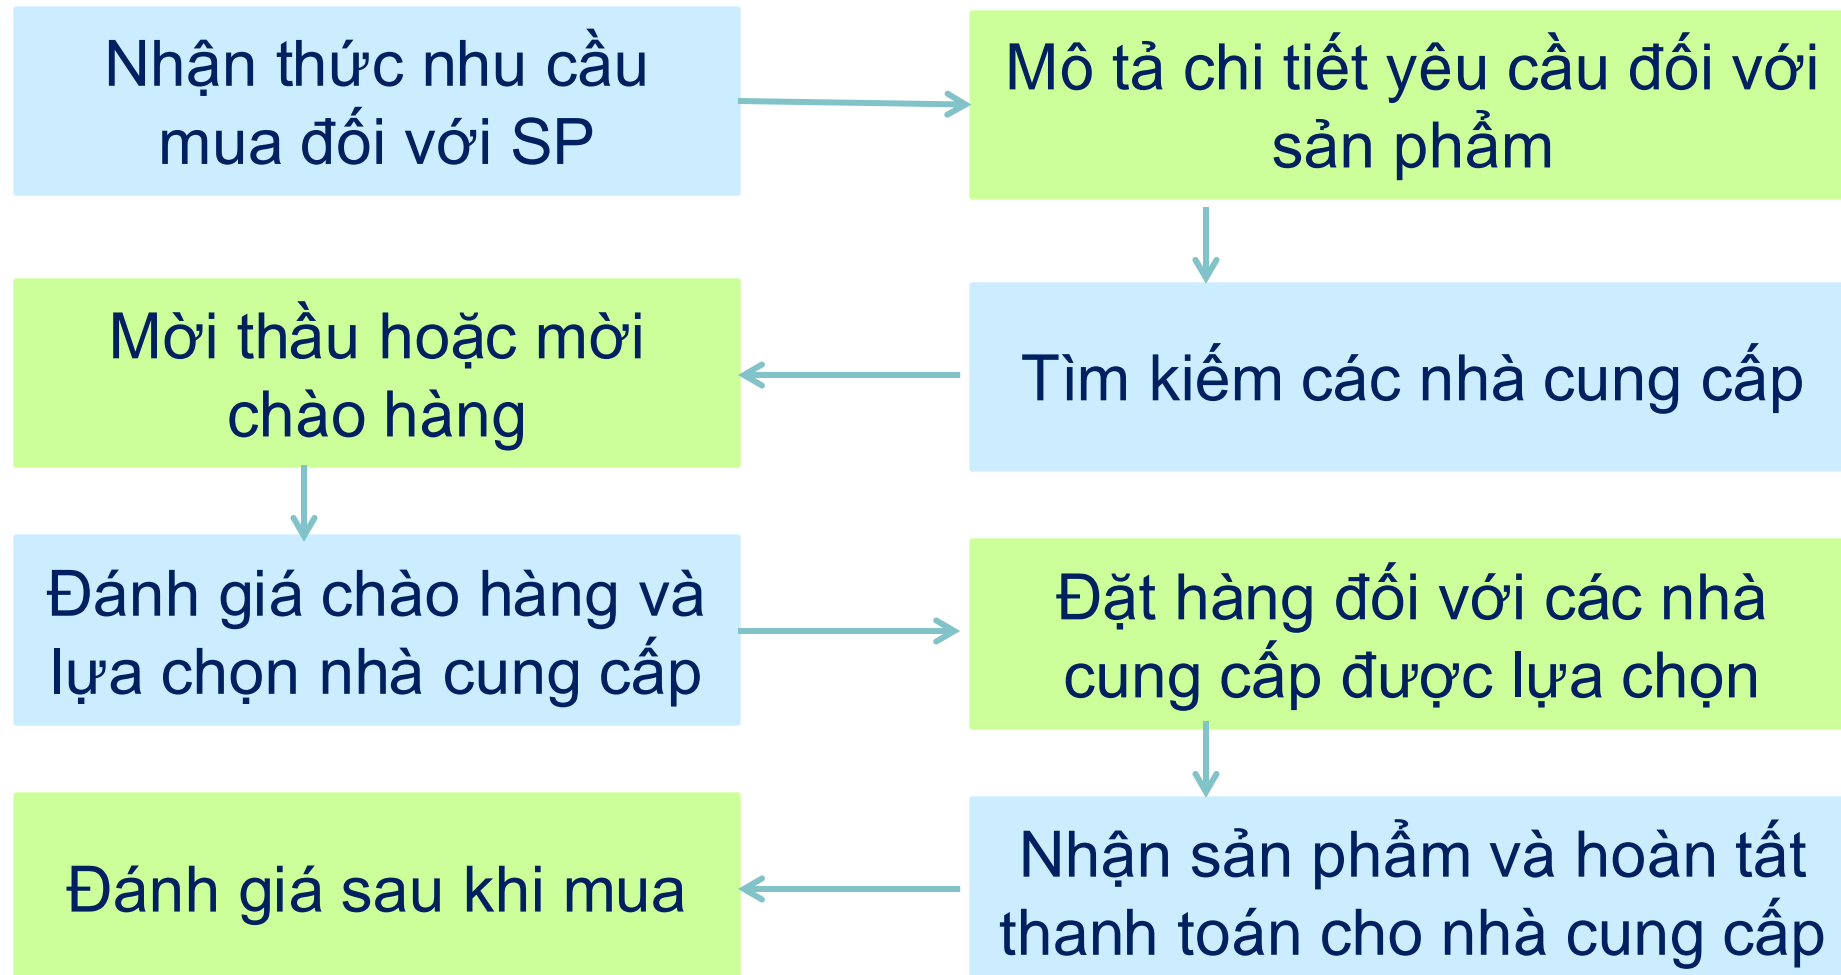 Nhận thức nhu cầu
mua đối với SP
Mô tả chi tiết yêu cầu đối với
sản phẩm
Tìm kiếm các nhà cung cấp
Mời thầu hoặc mời
chào hàng
Đánh giá chào hàng và
lựa chọn nhà cung cấp
Đặt hàng đối với các nhà
cung cấp được lựa chọn
Nhận sản phẩm và hoàn tất
thanh toán cho nhà cung cấp
Đánh giá sau khi mua